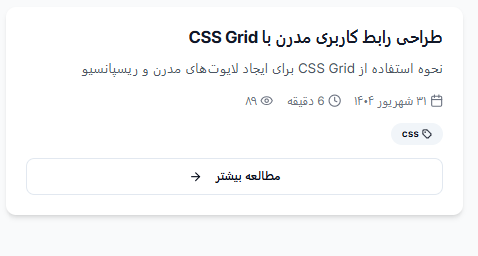 طراحی رابط کاربری مدرن با CSS Grid
نحوه استفاده از CSS Grid برای ایجاد لایوت‌های مدرن و ریسپانسیو
۳۱ شهریور ۱۴۰۴ 6 دقیقه ۸۹
css
مطالعه بیشتر